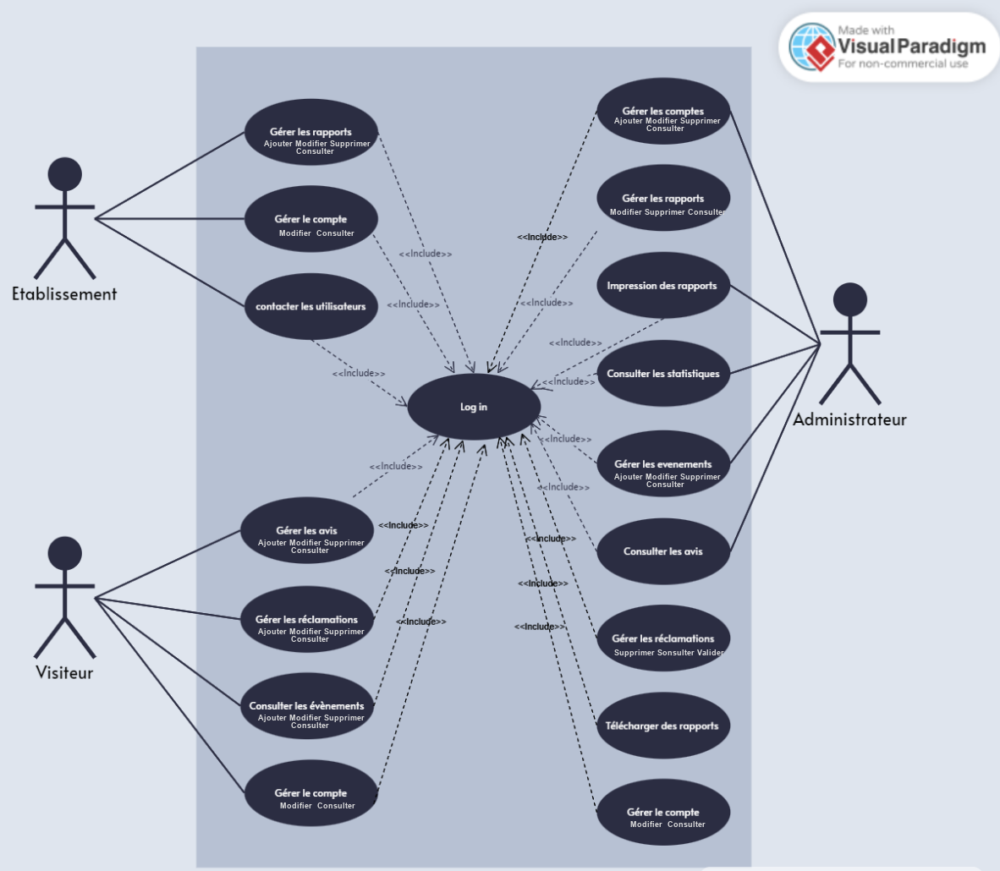 Made with
Visual Paradigm
For non-commercial use
Etablissement
Gérer les rapports
Ajouter Modifier Supprimer
Consulter
Gérer le compte
Modifier Consulter
contacter les utilisateurs
<<Include>>
<<Include>>
<<Include>>
Visiteur
Gérer les avis
Ajouter Modifier Supprimer
Consulter
Gérer les réclamations
Ajouter Modifier Supprimer
Consulter
Consulter les évènements
Ajouter Modifier Supprimer
Consulter
Gérer le compte
Modifier Consulter
<<Include>>
<<Include>>
<<Include>>
<<Include>>
Log in
<<Include>>
<<Include>>
<<Include>>
<<Include>>
<<Include>>
<<Include>>
<<Include>>
<<Include>>
<<Include>>
Gérer les comptes
Ajouter Modifier Supprimer
Consulter
Gérer les rapports
Modifier Supprimer Consulter
Impression des rapports
Consulter les statistiques
Gérer les evenements
Ajouter Modifier Supprimer
Consulter
Consulter les avis
Gérer les réclamations
Supprimer Sonsulter Valider
Télécharger des rapports
Gérer le compte
Modifier Consulter
Administrateur